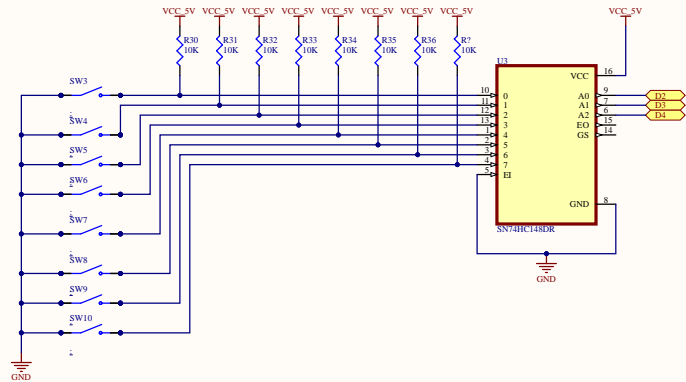 VCC_5V VCC_5V VCC_5V VCC_5V VCC_5V VCC_5V VCC_5V VCC_5V VCC_5V
R30 R31 R32 R33 R34 R35 R36 R?
10K 10K 10K 10K 10K 10K 10K 10K
U3
VCC 16
SW3
10 0 A0 9 D2
11 1 A1 7 D3
12 2 A2 6 D4
13 3 EO 15
1 4 GS 14
2 5
3 6
4 7
5 EI
SW4
SW5
SW6
GND 8
SW7
SN74HC148DR
SW8
GND
SW9
SW10
GND